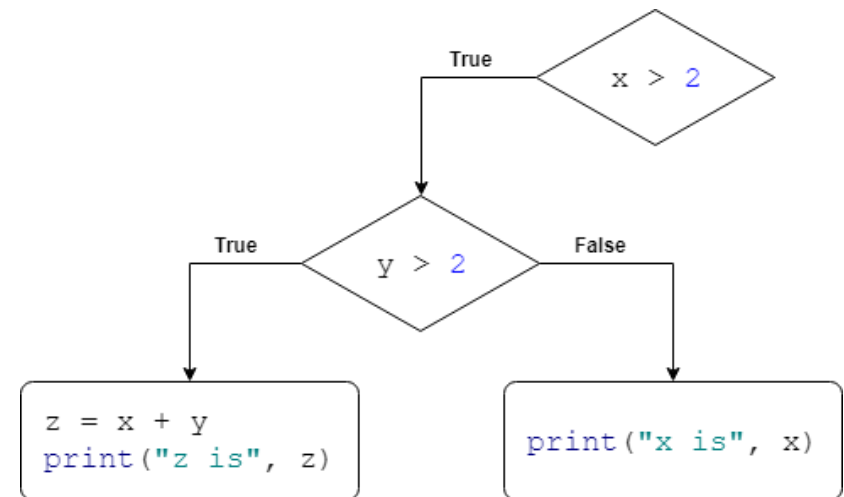 True
x > 2
True
y > 2
False
z = x + y
print("z is", z)
print("x is", x)